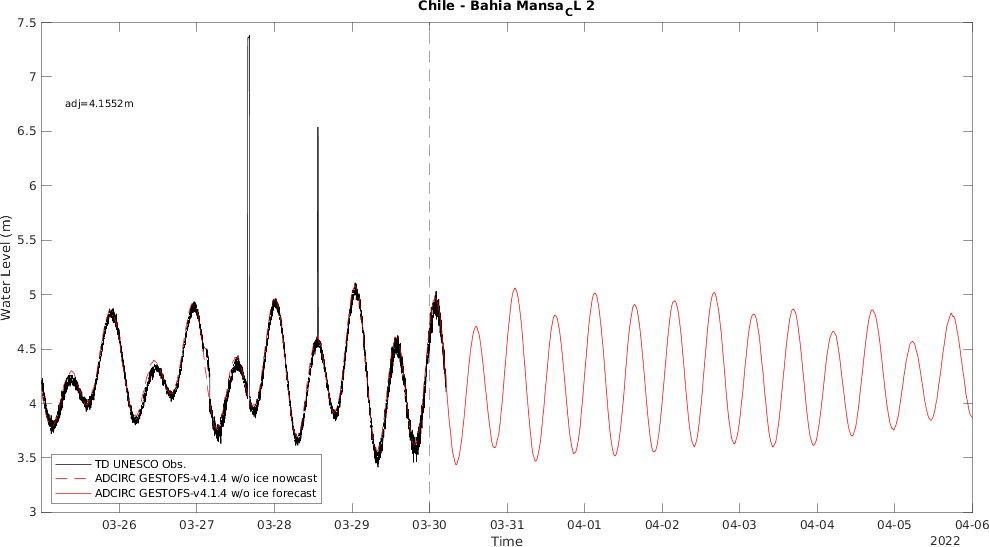 Chile - Bahia Mansa_CL 2
7.5
7
6.5
6
5.5
5
4.5
4
3.5
3
Water Level (m)
adj=4.1552m
TD UNESCO Obs.
ADCIRC GESTOFS-v4.1.4 w/o ice nowcast
ADCIRC GESTOFS-v4.1.4 w/o ice forecast
03-26 03-27 03-28 03-29 03-30 03-31 04-01 04-02 04-03 04-04 04-05 04-06
Time
2022